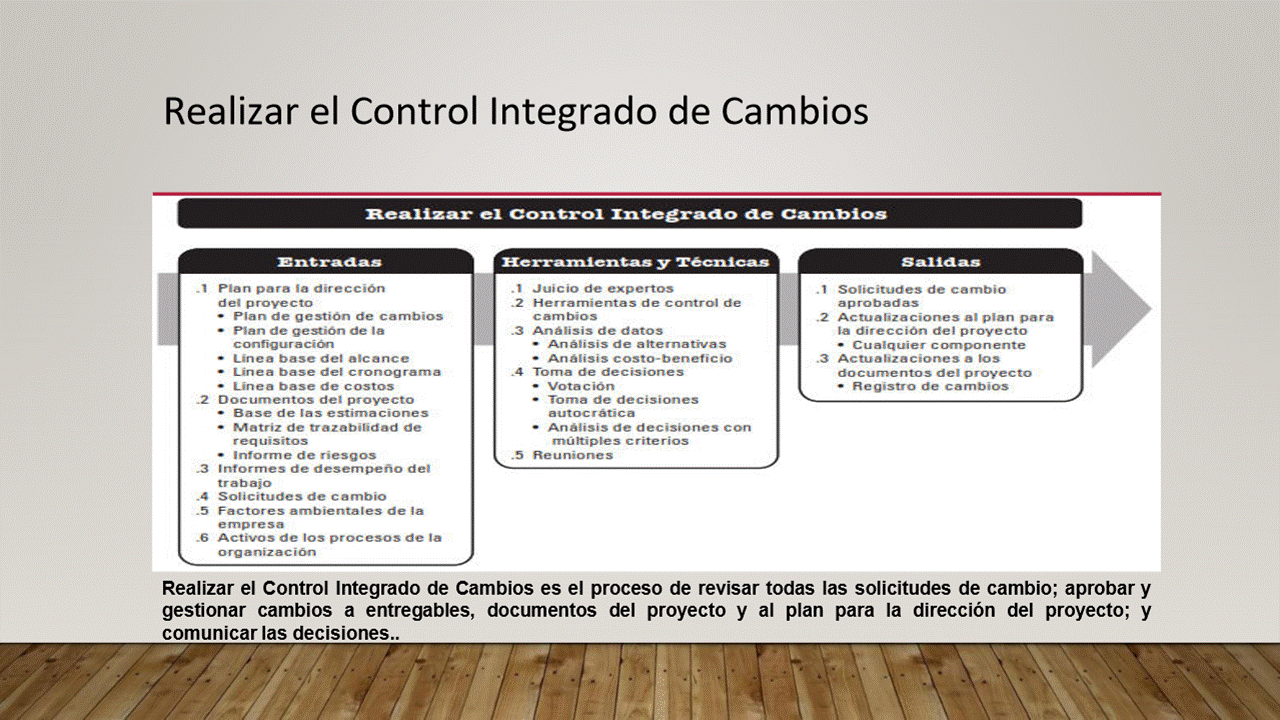 Realizar el Control Integrado de Cambios
Realizar el Control Integrado de Cambios
Entradas
.1 Plan para la dirección
del proyecto
• Plan de gestión de cambios
• Plan de gestión de la
configuración
• Línea base del alcance
• Línea base del cronograma
• Línea base de costos
.2 Documentos del proyecto
• Base de las estimaciones
• Matriz de trazabilidad de
requisitos
• Informe de riesgos
.3 Informes de desempeño del
trabajo
.4 Solicitudes de cambio
.5 Factores ambientales de la
empresa
.6 Activos de los procesos de la
organización
Herramientas y Técnicas
.1 Juicio de expertos
.2 Herramientas de control de
cambios
.3 Análisis de datos
• Análisis de alternativas
• Análisis costo-beneficio
.4 Toma de decisiones
• Votación
• Toma de decisiones
autocrática
• Análisis de decisiones con
múltiples criterios
.5 Reuniones
Salidas
.1 Solicitudes de cambio
aprobadas
.2 Actualizaciones al plan para
la dirección del proyecto
• Cualquier componente
.3 Actualizaciones a los
documentos del proyecto
• Registro de cambios
Realizar el Control Integrado de Cambios es el proceso de revisar todas las solicitudes de cambio; aprobar y
gestionar cambios a entregables, documentos del proyecto y al plan para la dirección del proyecto; y
comunicar las decisiones..